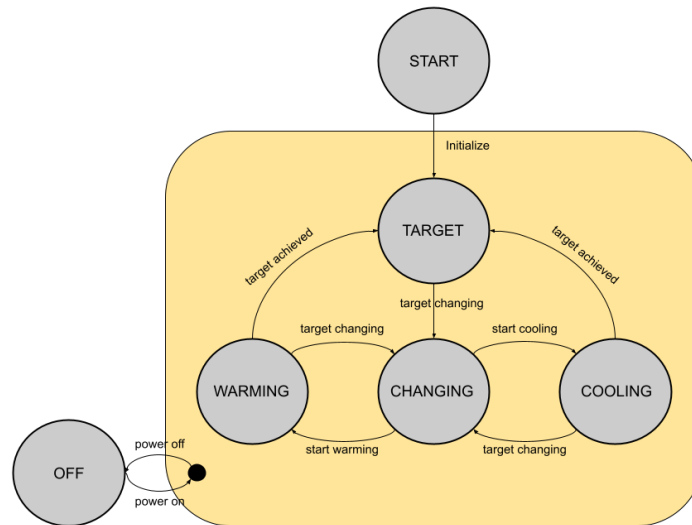 START
Initialize
TARGET
target achieved
target achieved
target changing
target changing
start cooling
WARMING
CHANGING
COOLING
start warming
target changing
power off
OFF
power on